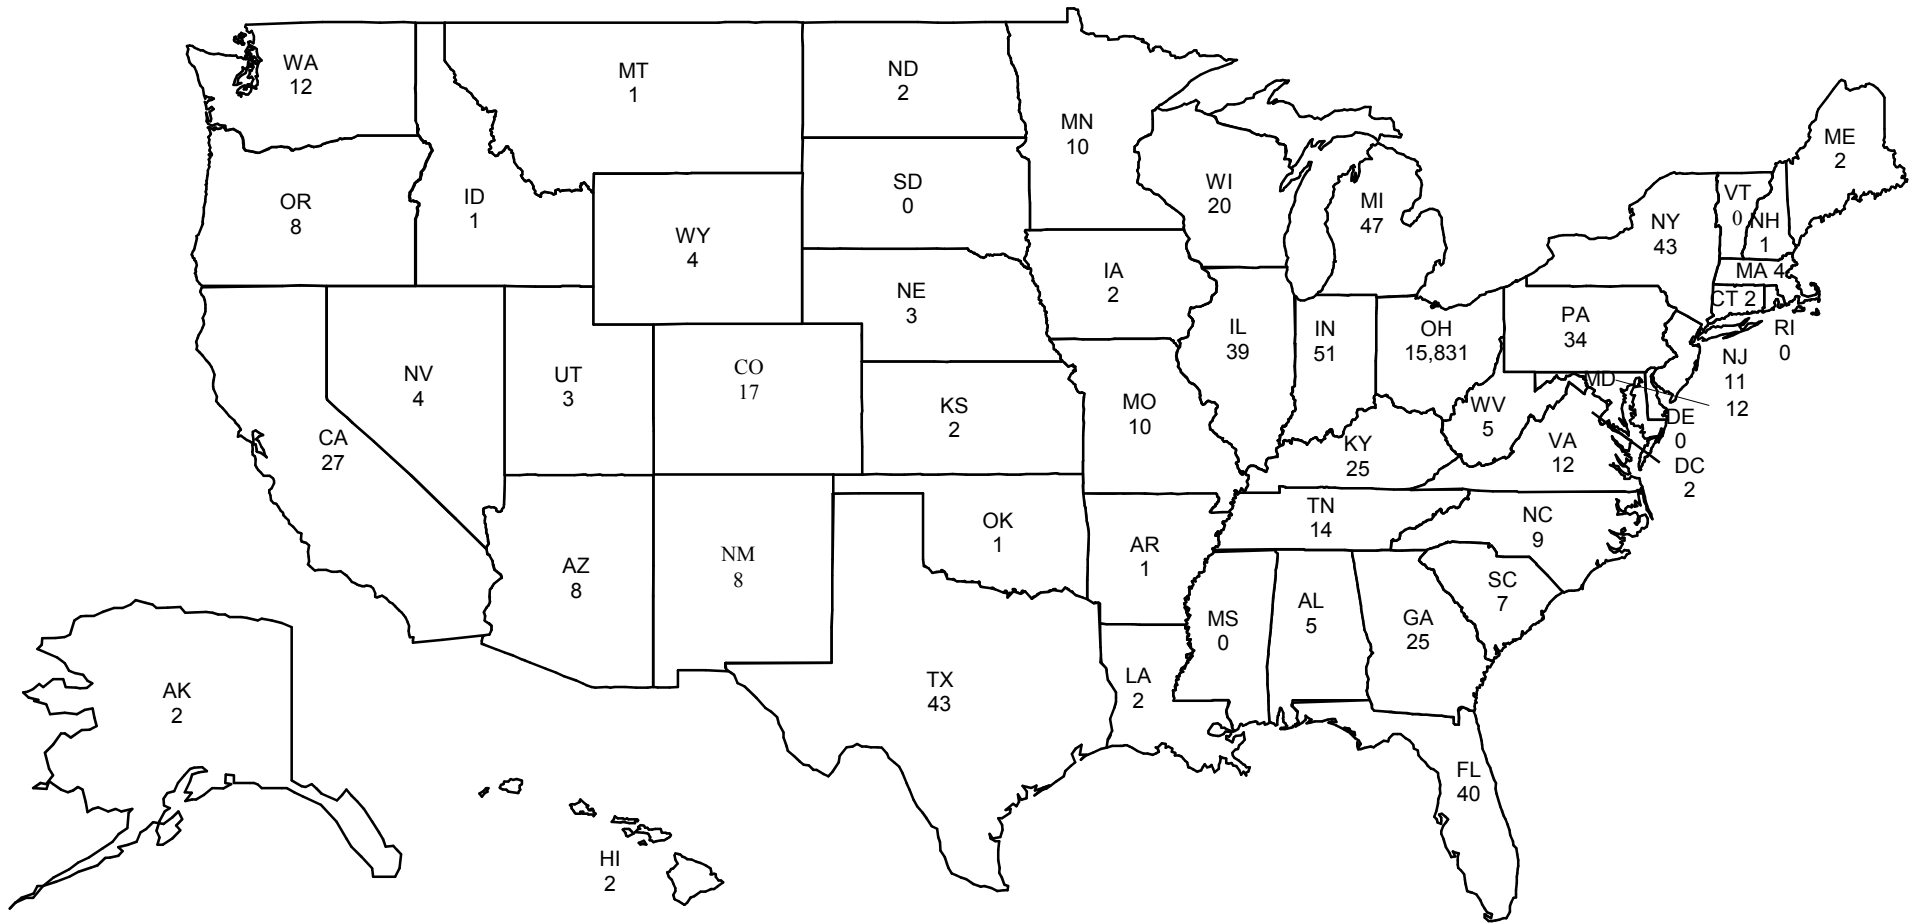 WA
12
MT
1
ND
2
MN
10
OR
8
ID
1
WY
4
SD
0
WI
20
MI
47
NY
43
VT
0
NH
1
ME
2
MA 4
CT 2
RI
0
NE
3
IA
2
IL
39
IN
51
OH
15,831
PA
34
NJ
11
NV
4
UT
3
CO
17
KS
2
MO
10
KY
25
WV
5
VA
12
MD
12
DE
0
DC
2
CA
27
AZ
8
NM
8
OK
1
AR
1
TN
14
NC
9
SC
7
MS
0
AL
5
GA
25
TX
43
LA
2
FL
40
AK
2
HI
2